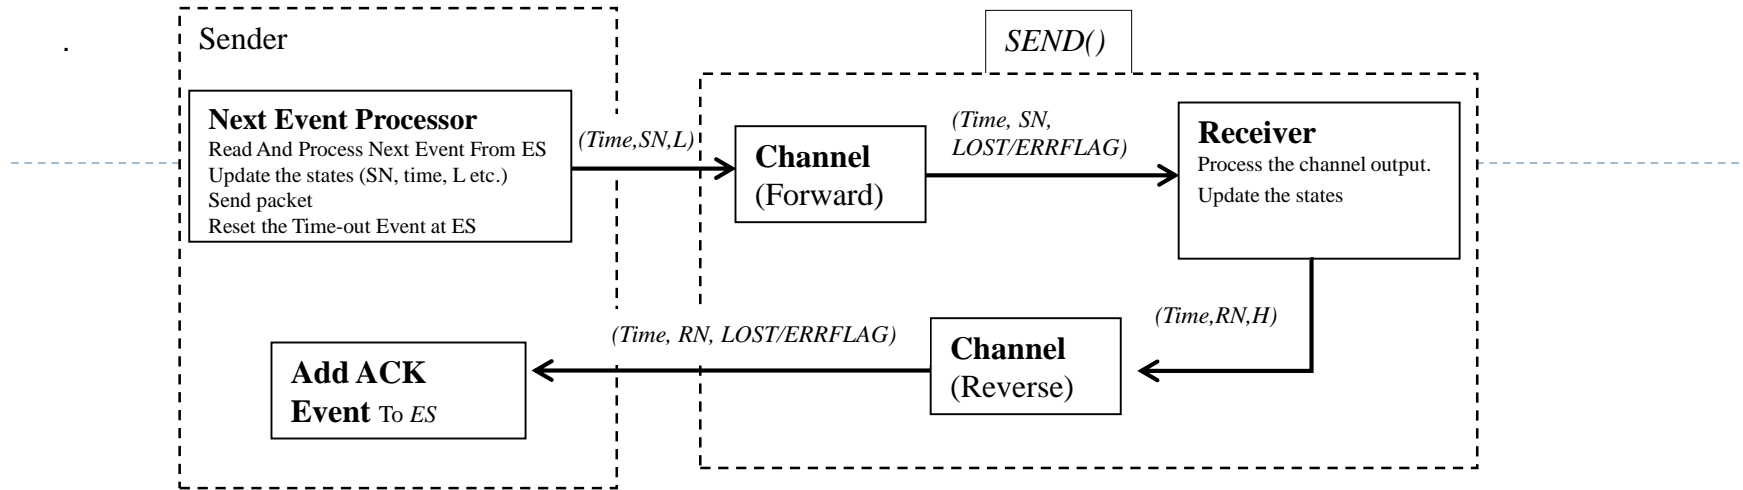 .
Sender
SEND()
Next Event Processor
Read And Process Next Event From ES
Update the states (SN, time, L etc.)
Send packet
Reset the Time-out Event at ES
(Time,SN,L)
Channel
(Forward)
(Time, SN,
LOST/ERRFLAG)
Receiver
Process the channel output.
Update the states
(Time,RN,H)
Channel
(Reverse)
(Time, RN, LOST/ERRFLAG)
Add ACK
Event To ES